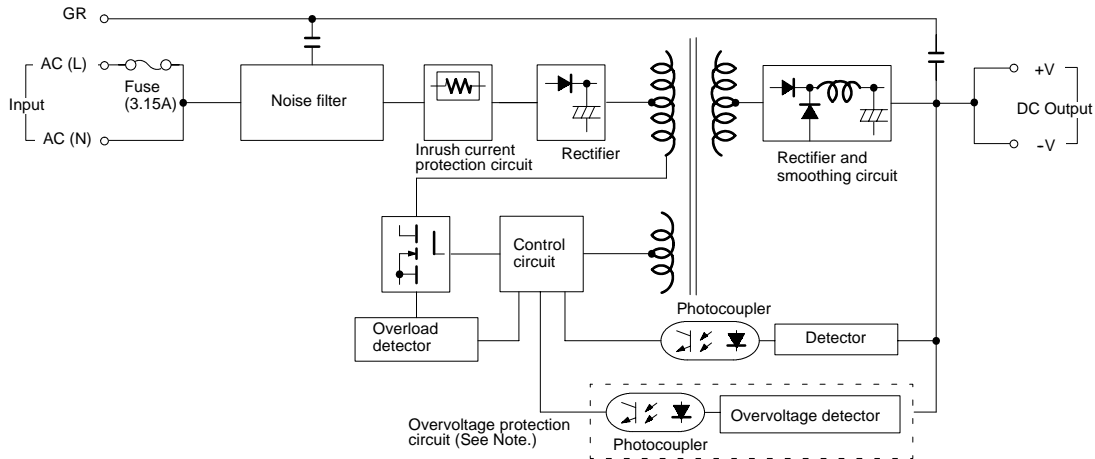 GR
AC (L)
Fuse
(3.15A)
Input
AC (N)
Noise filter
Inrush current
protection circuit
Rectifier
Rectifier and
smoothing circuit
+V
DC Output
−V
Control
circuit
Overload
detector
Photocoupler
Detector
Overvoltage protection
circuit (See Note.)
Photocoupler
Overvoltage detector